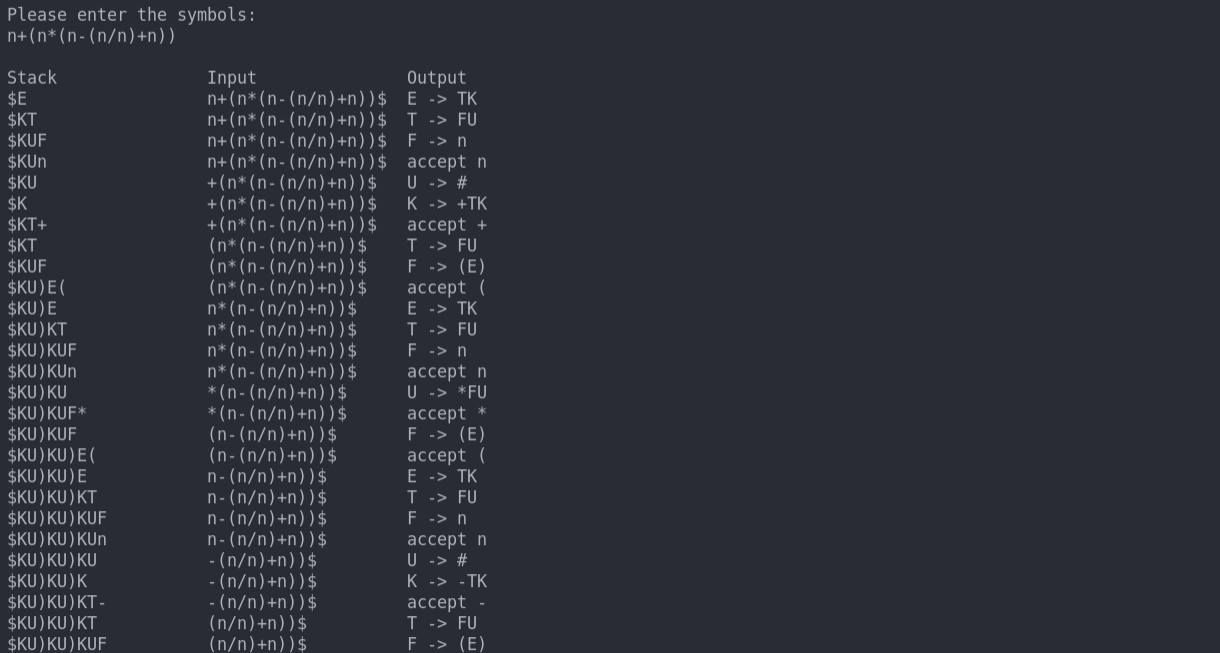 Please enter the symbols:
n+(n*(n-(n/n)+n))
Stack Input Output
$E n+(n*(n-(n/n)+n))$ E -> TK
$KT n+(n*(n-(n/n)+n))$ T -> FU
$KUF n+(n*(n-(n/n)+n))$ F -> n
$KUn n+(n*(n-(n/n)+n))$ accept n
$KU +(n*(n-(n/n)+n))$ U -> #
$K +(n*(n-(n/n)+n))$ K -> +TK
$KT+ +(n*(n-(n/n)+n))$ accept +
$KT (n*(n-(n/n)+n))$ T -> FU
$KUF (n*(n-(n/n)+n))$ F -> (E)
$KU)E( (n*(n-(n/n)+n))$ accept (
$KU)E n*(n-(n/n)+n))$ E -> TK
$KU)KT n*(n-(n/n)+n))$ T -> FU
$KU)KUF n*(n-(n/n)+n))$ F -> n
$KU)KUn n*(n-(n/n)+n))$ accept n
$KU)KU *(n-(n/n)+n))$ U -> *FU
$KU)KUF* *(n-(n/n)+n))$ accept *
$KU)KUF (n-(n/n)+n))$ F -> (E)
$KU)KU)E( (n-(n/n)+n))$ accept (
$KU)KU)E n-(n/n)+n))$ E -> TK
$KU)KU)KT n-(n/n)+n))$ T -> FU
$KU)KU)KUF n-(n/n)+n))$ F -> n
$KU)KU)KUn n-(n/n)+n))$ accept n
$KU)KU)KU -(n/n)+n))$ U -> #
$KU)KU)K -(n/n)+n))$ K -> -TK
$KU)KU)KT- -(n/n)+n))$ accept -
$KU)KU)KT (n/n)+n))$ T -> FU
$KU)KU)KUF (n/n)+n))$ F -> (E)